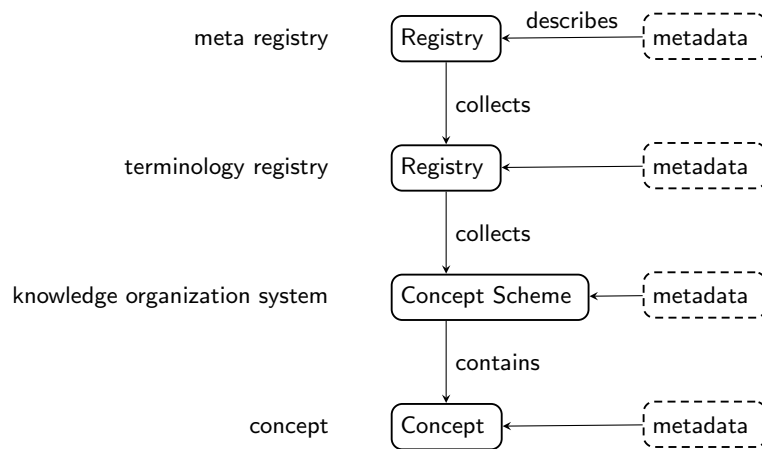 describes
meta registry Registry metadata
collects
terminology registry Registry metadata
collects
knowledge organization system Concept Scheme metadata
contains
concept Concept metadata